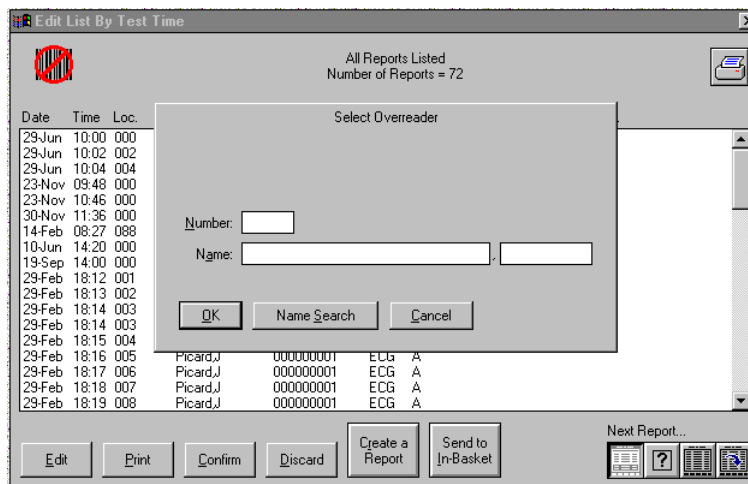 Edit List By Test Time
All Reports Listed
Number of Reports = 72
Date Time Loc.
Select Overreader
29-Jun 10:00 000
29-Jun 10:02 002
29-Jun 10:04 004
23-Nov 09:48 000
23-Nov 10:46 000
30-Nov 11:36 000
14-Feb 08:27 088
10-Jun 14:20 000
19-Sep 14:00 000
29-Feb 18:12 001
29-Feb 18:13 002
29-Feb 18:14 003
29-Feb 18:14 003
29-Feb 18:15 004
Number:
Name: ,
OK Name Search Cancel
29-Feb 18:16 005 Picard,J 000000001 ECG A
29-Feb 18:17 006 Picard,J 000000001 ECG A
29-Feb 18:18 007 Picard,J 000000001 ECG A
29-Feb 18:19 008 Picard,J 000000001 ECG A
Edit Print Confirm Discard
Create a
Report
Send to
In-Basket
Next Report...
?